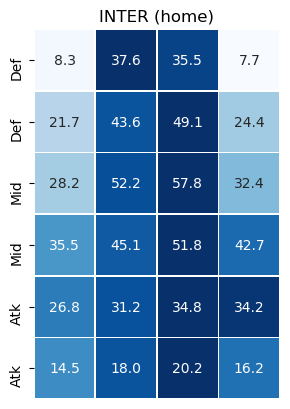 INTER (home)
Def 8.3 37.6 35.5 7.7
Def 21.7 43.6 49.1 24.4
Mid 28.2 52.2 57.8 32.4
Mid 35.5 45.1 51.8 42.7
Atk 26.8 31.2 34.8 34.2
Atk 14.5 18.0 20.2 16.2